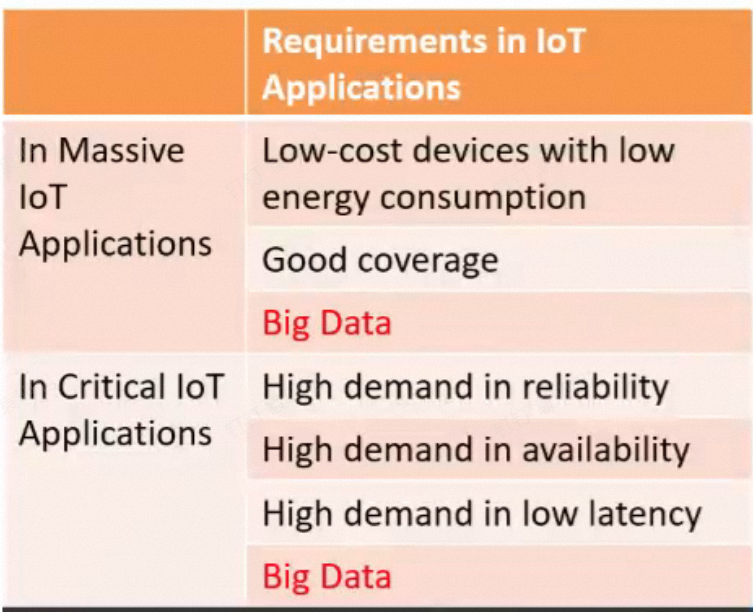 Requirements in IoT
Applications
In Massive
IoT
Applications
Low-cost devices with low
energy consumption
Good coverage
Big Data
In Critical IoT
Applications
High demand in reliability
High demand in availability
High demand in low latency
Big Data